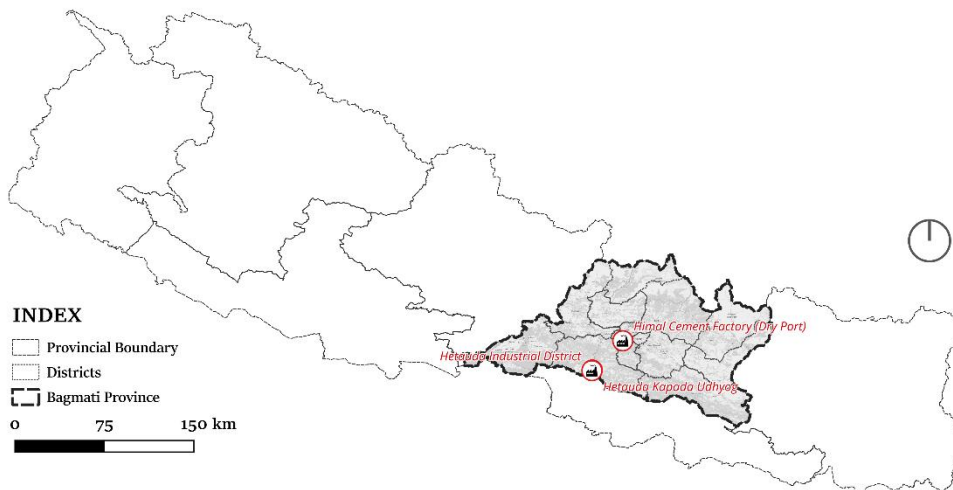 Himal Cement Factory (Dry Port)
Hetauda Industrial District
Hetauda Kapada Udhyog
INDEX
Provincial Boundary
Districts
Bagmati Province
0 75 150 km